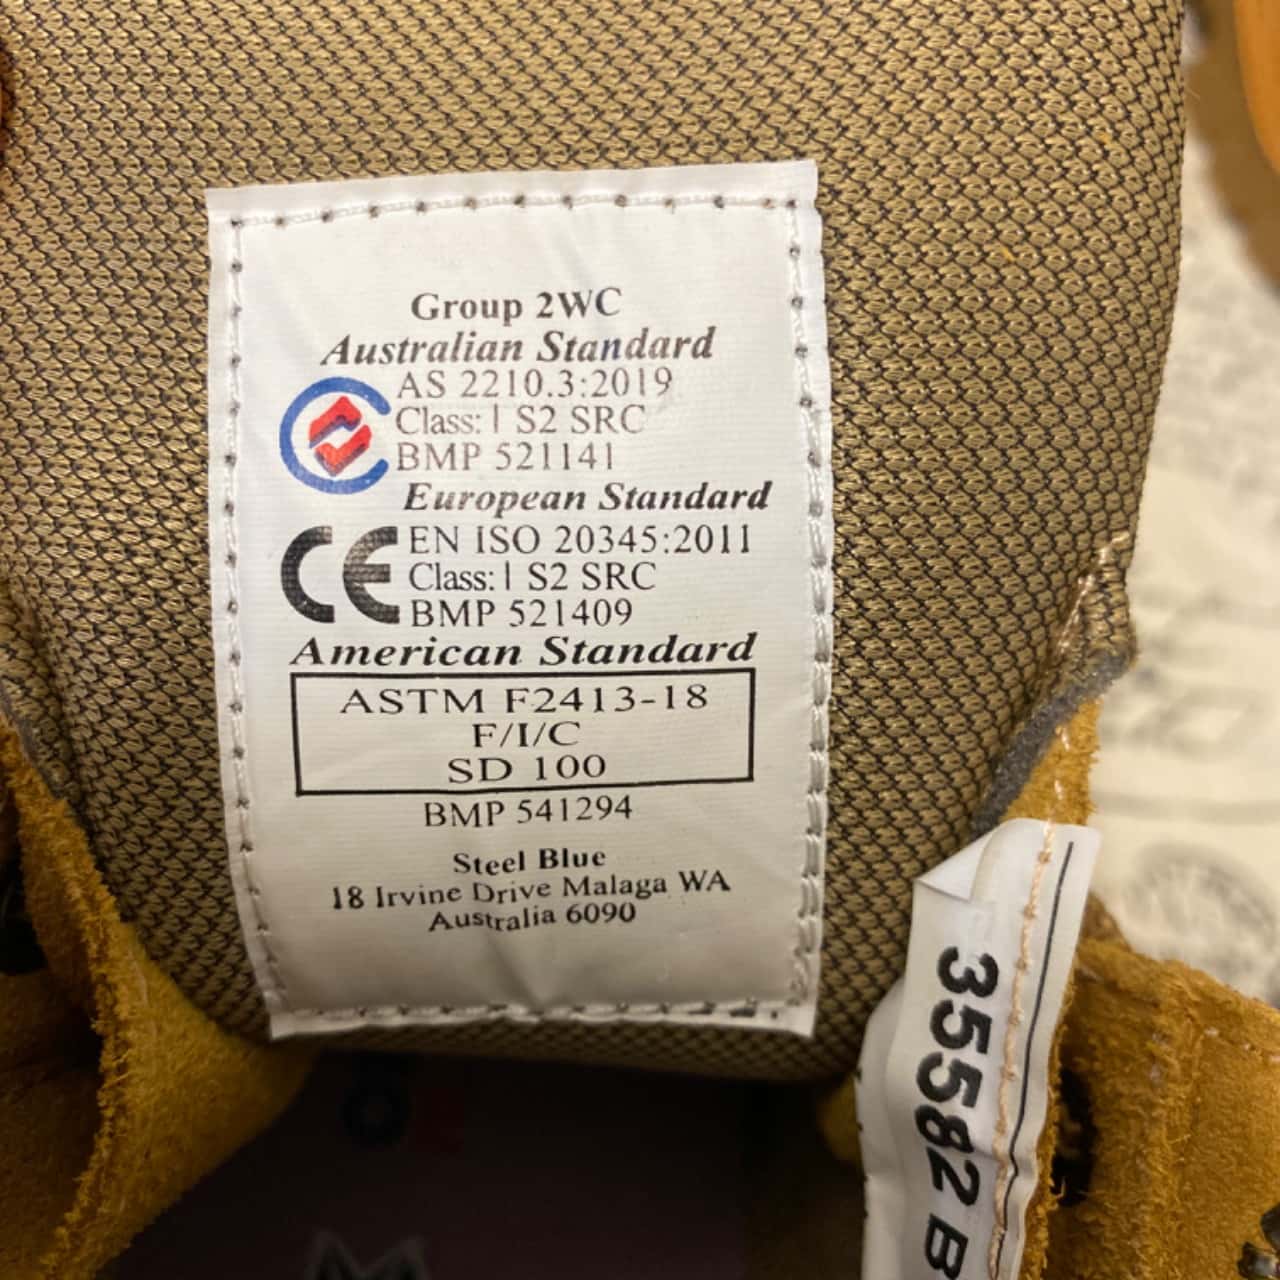 Group 2WC
Australian Standard
AS 2210.3:2019
Class: I S2 SRC
BMP 521141
European Standard
CE
EN ISO 20345:2011
Class: I S2 SRC
BMP 521409
American Standard
ASTM F2413-18
F/I/C
SD 100
BMP 541294
Steel Blue
18 Irvine Drive Malaga WA
Australia 6090
35582 B